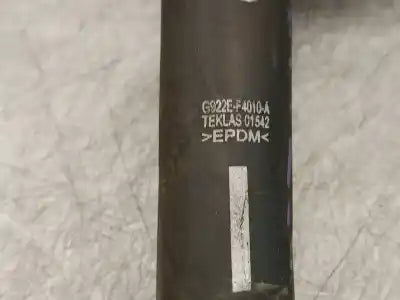 G922E-F4010-A
TEKLAS 01542
>EPDM<